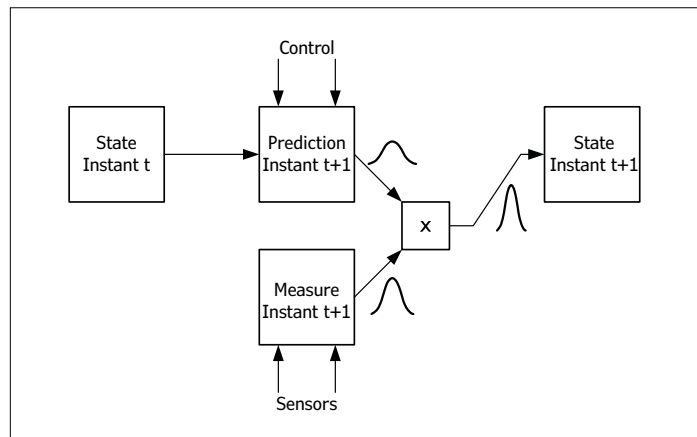 Control
State
Instant t
Prediction
Instant t+1
State
Instant t+1
x
Measure
Instant t+1
Sensors